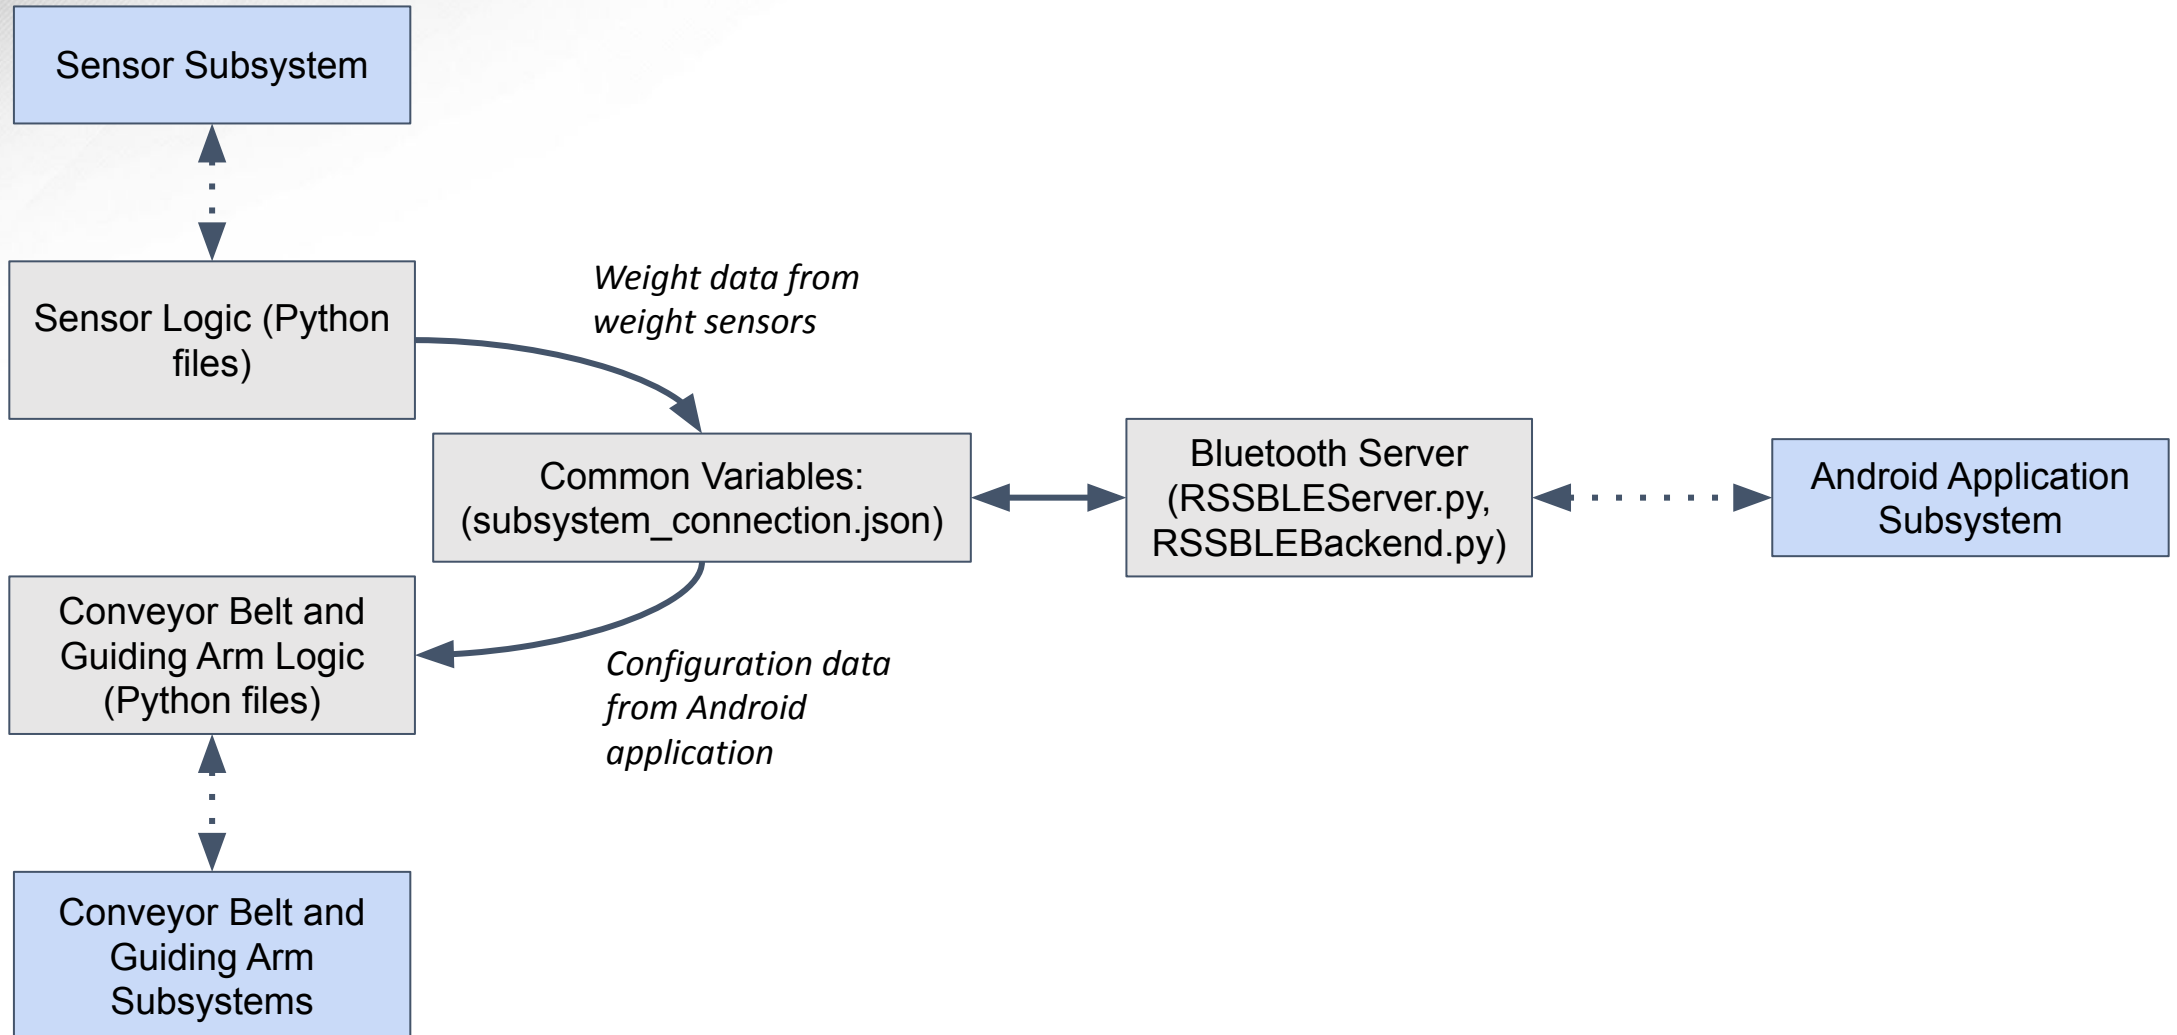 Sensor Subsystem
Sensor Logic (Python
files)
Weight data from
weight sensors
Common Variables:
(subsystem_connection.json)
Bluetooth Server
(RSSBLEServer.py,
RSSBLEBackend.py)
Android Application
Subsystem
Conveyor Belt and
Guiding Arm Logic
(Python files)
Configuration data
from Android
application
Conveyor Belt and
Guiding Arm
Subsystems